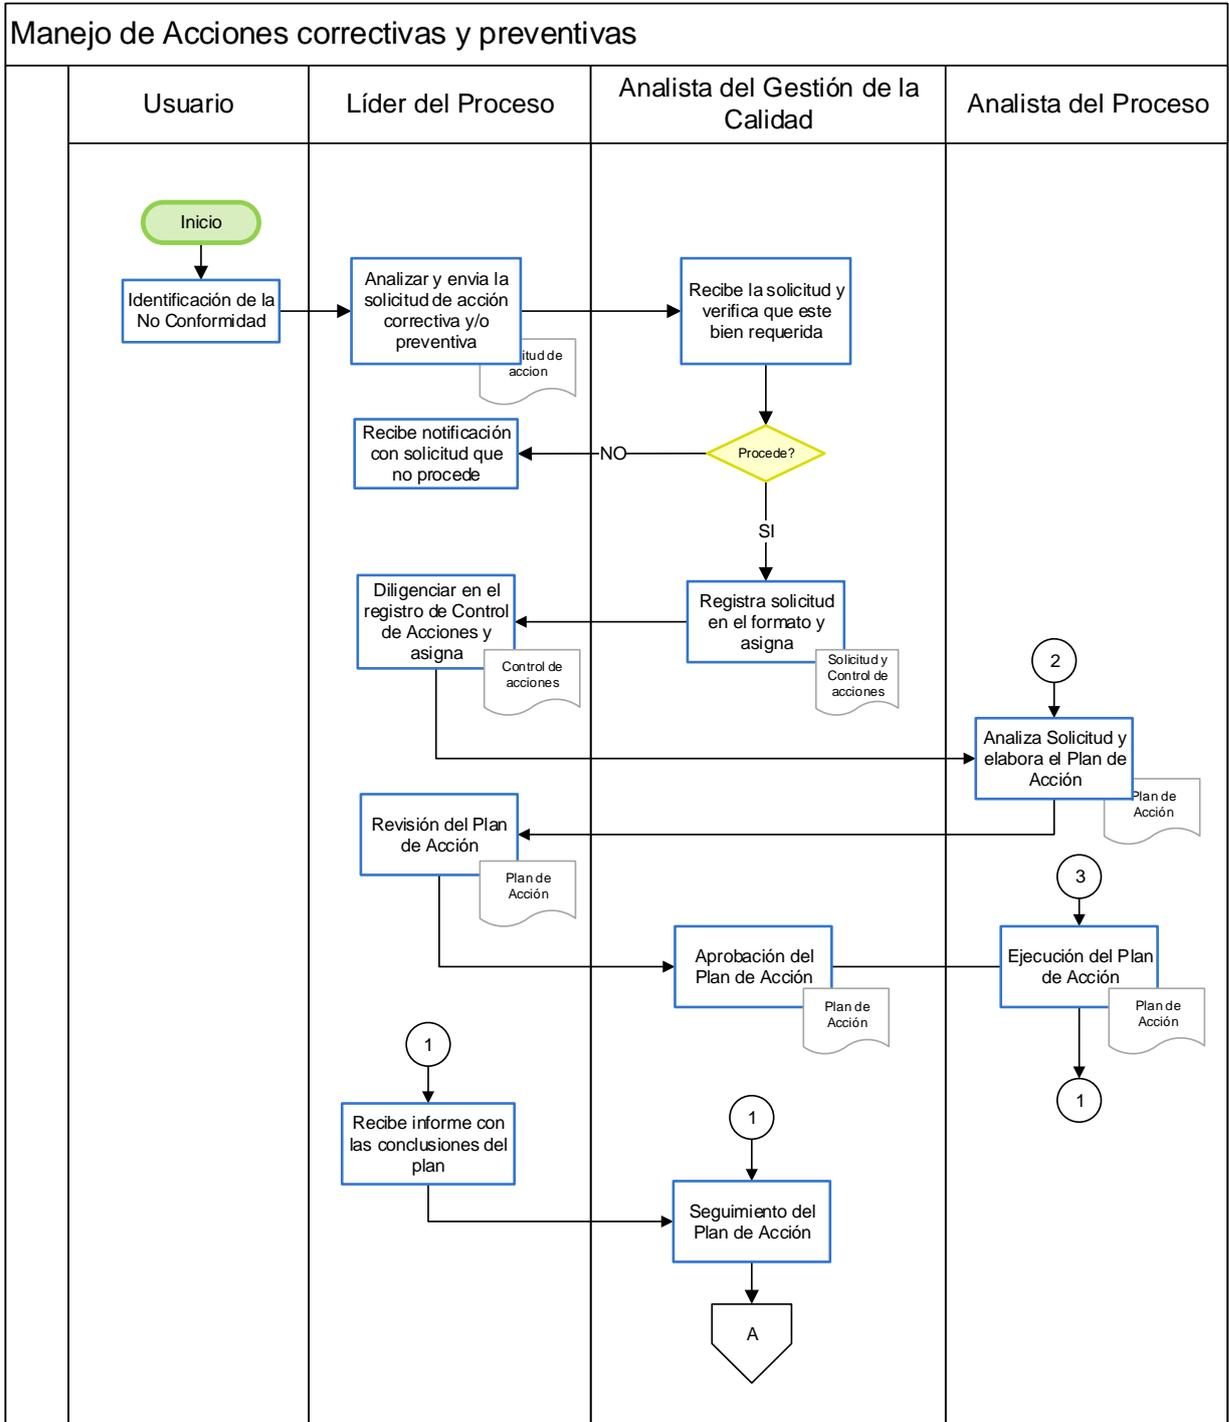 Manejo de Acciones correctivas y preventivas
Usuario
Líder del Proceso
Analista del Gestión de la
Calidad
Analista del Proceso
Inicio
Identificación de la
No Conformidad
Analizar y envia la
solicitud de acción
correctiva y/o
preventiva
itud de
accion
Recibe la solicitud y
verifica que este
bien requerida
Recibe notificación
con solicitud que
no procede
NO
Procede?
SI
Diligenciar en el
registro de Control
de Acciones y
asigna
Control de
acciones
Registra solicitud
en el formato y
asigna
Solicitud y
Control de
acciones
2
Analiza Solicitud y
elabora el Plan de
Acción
Plan de
Acción
Revisión del Plan
de Acción
Plan de
Acción
3
Aprobación del
Plan de Acción
Plan de
Acción
Ejecución del Plan
de Acción
Plan de
Acción
1
1
Recibe informe con
las conclusiones del
plan
1
Seguimiento del
Plan de Acción
A